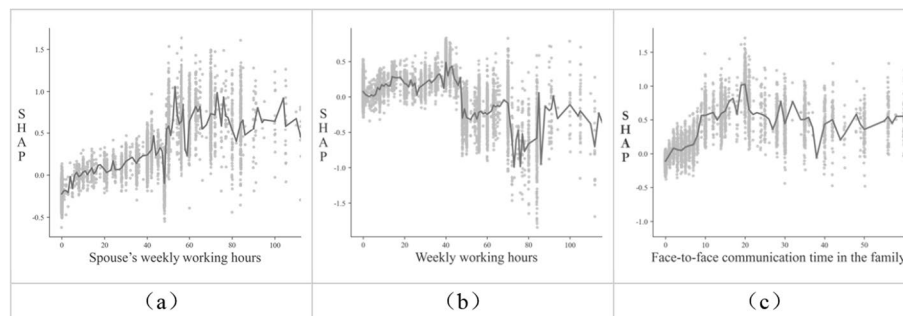 1.5
1.0
0.5
0.0
-0.5
S
H
A
P
0
20
40
60
80
100
Spouse's weekly working hours
0.5
0.0
-0.5
-1.0
-1.5
S
H
A
P
0
20
40
60
80
100
Weekly working hours
1.5
1.0
0.5
0.0
-0.5
-1.0
S
H
A
P
0
10
20
30
40
50
Face-to-face communication time in the family
(a)
(b)
(c)